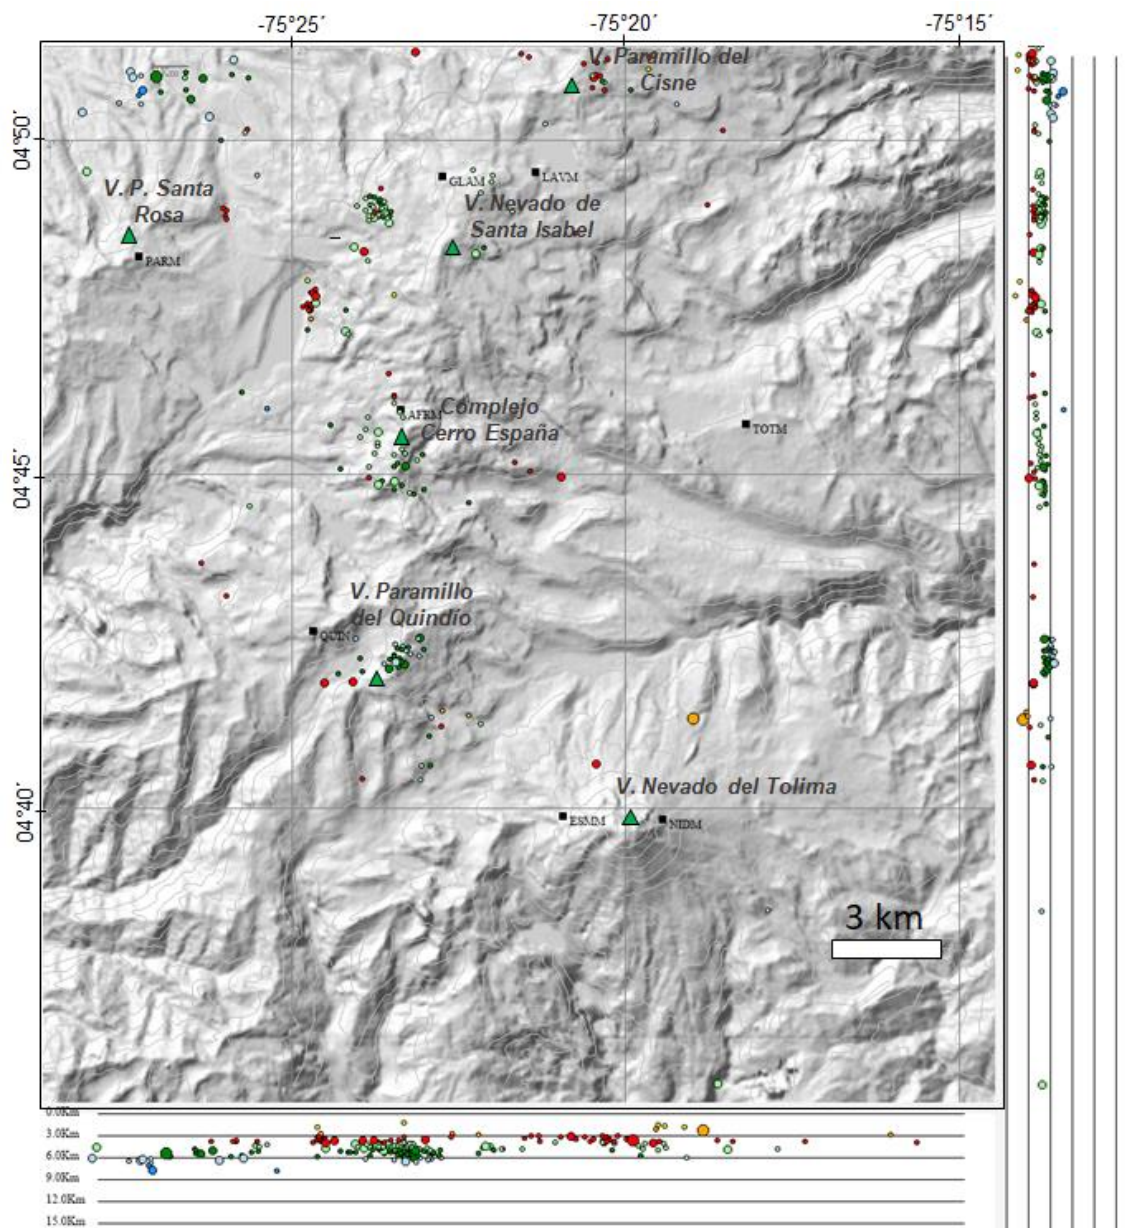 -75°25´
-75°20´
-75°15´
V. Paramillo del
Cisne
04°50´
GLAM
LAVM
V. P. Santa
Rosa
V. Nevado de
Santa Isabel
PARM
Complejo
AFRM
Cerro España
TOTM
04°45´
V. Paramillo
del Quindío
QUIN
V. Nevado del Tolima
04°40´
ESMM
NIDM
3 km
0.0Km
3.0Km
6.0Km
9.0Km
12.0Km
15.0Km